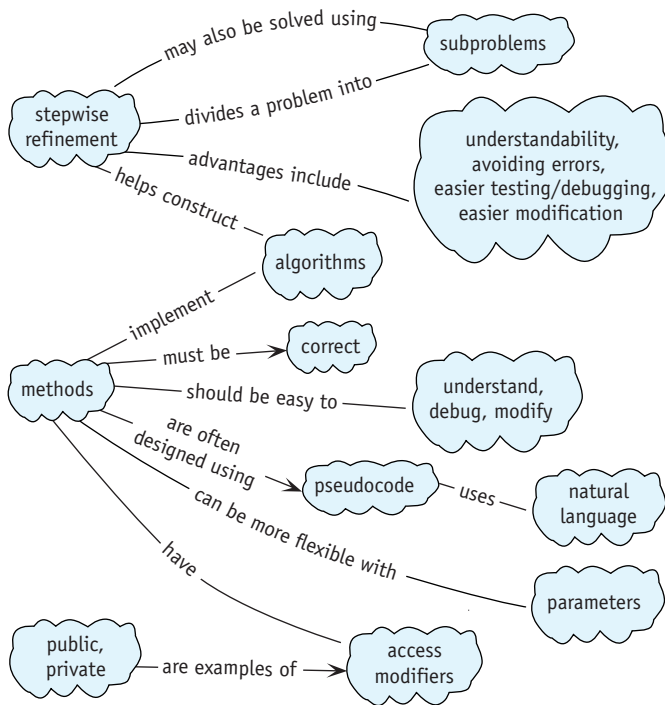 may also be solved using
subproblems
stepwise
refinement
divides a problem into
advantages include
understandability,
avoiding errors,
easier testing/debugging,
easier modification
helps construct
algorithms
implement
must be
correct
methods
should be easy to
understand,
debug, modify
are often
designed using
pseudocode
uses
natural
language
can be more flexible with
parameters
have
public,
private
are examples of
access
modifiers